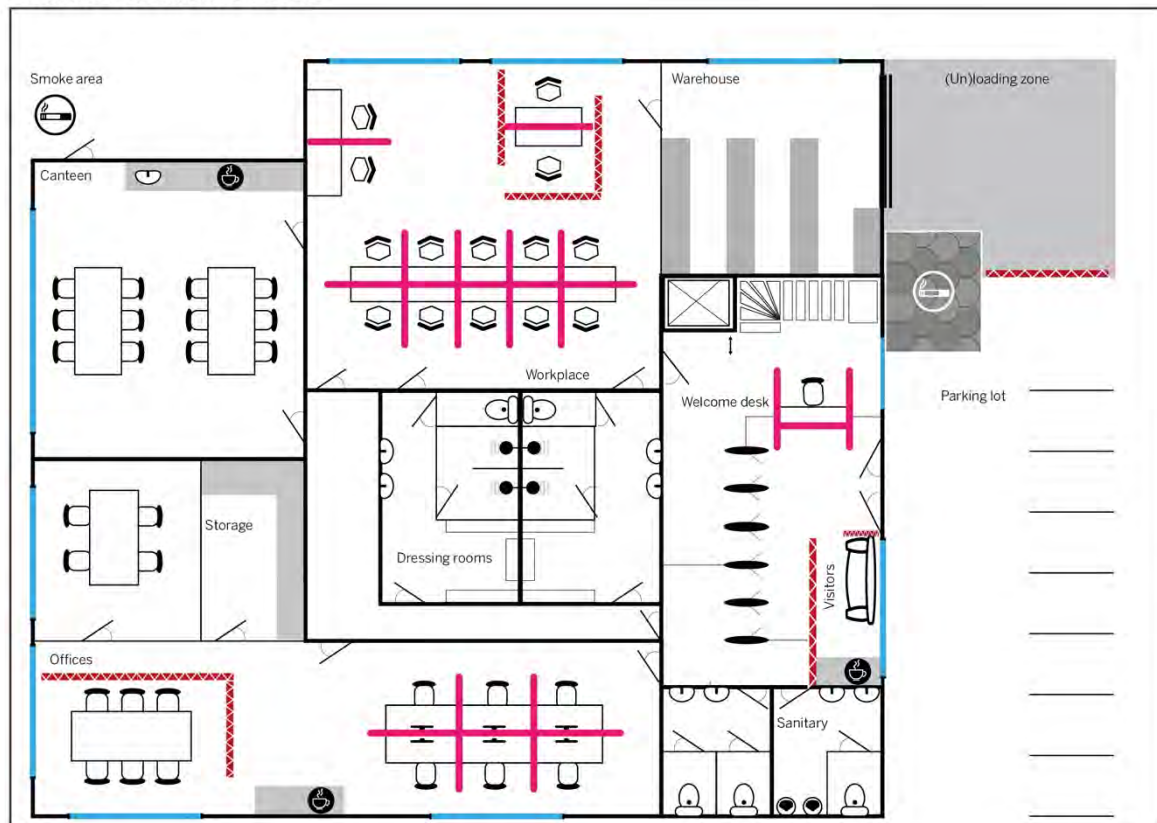 Smoke area
Warehouse
(Un)loading zone
Canteen
Workplace
Welcome desk
Parking lot
Storage
Dressing rooms
Visitors
Offices
Sanitary